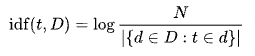 idf(t, D) = log N / |{d ∈ D : t ∈ d}|